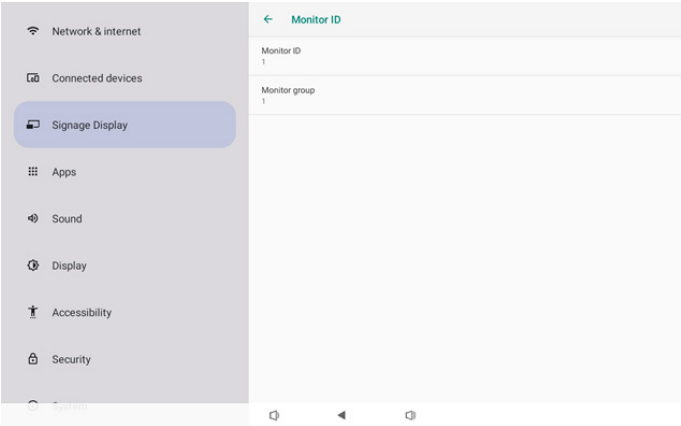 Network & internet
Connected devices
Signage Display
Apps
Sound
Display
Accessibility
Security
System
Monitor ID
Monitor ID
1
Monitor group
1